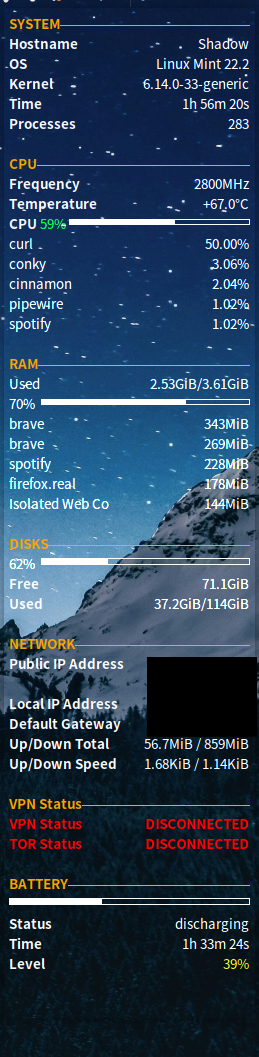 SYSTEM
Hostname Shadow
OS Linux Mint 22.2
Kernel 6.14.0-33-generic
Time 1h 56m 20s
Processes 283
CPU
Frequency 2800MHz
Temperature +67.0°C
CPU 59%
curl 50.00%
conky 3.06%
cinnamon 2.04%
pipewire 1.02%
spotify 1.02%
RAM
Used 2.53GiB/3.61GiB
70%
brave 343MiB
brave 269MiB
spotify 228MiB
firefox.real 178MiB
Isolated Web Co 144MiB
DISKS
62%
Free 71.1GiB
Used 37.2GiB/114GiB
NETWORK
Public IP Address
Local IP Address
Default Gateway
Up/Down Total 56.7MiB / 859MiB
Up/Down Speed 1.68KiB / 1.14KiB
VPN Status
VPN Status DISCONNECTED
TOR Status DISCONNECTED
BATTERY
Status discharging
Time 1h 33m 24s
Level 39%